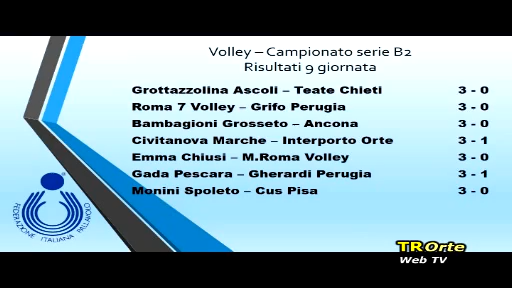 Volley – Campionato serie B2
Risultati 9 giornata
Grottazzolina Ascoli – Teate Chieti 3 - 0
Roma 7 Volley – Grifo Perugia 3 - 0
Bambagioni Grosseto – Ancona 3 - 0
Civitanova Marche – Interporto Orte 3 - 1
Emma Chiusi – M.Roma Volley 3 - 0
Gada Pescara – Gherardi Perugia 3 - 1
Monini Spoleto – Cus Pisa 3 - 0
FEDERAZIONE ITALIANA PALLAVOLO
TROrte
Web TV